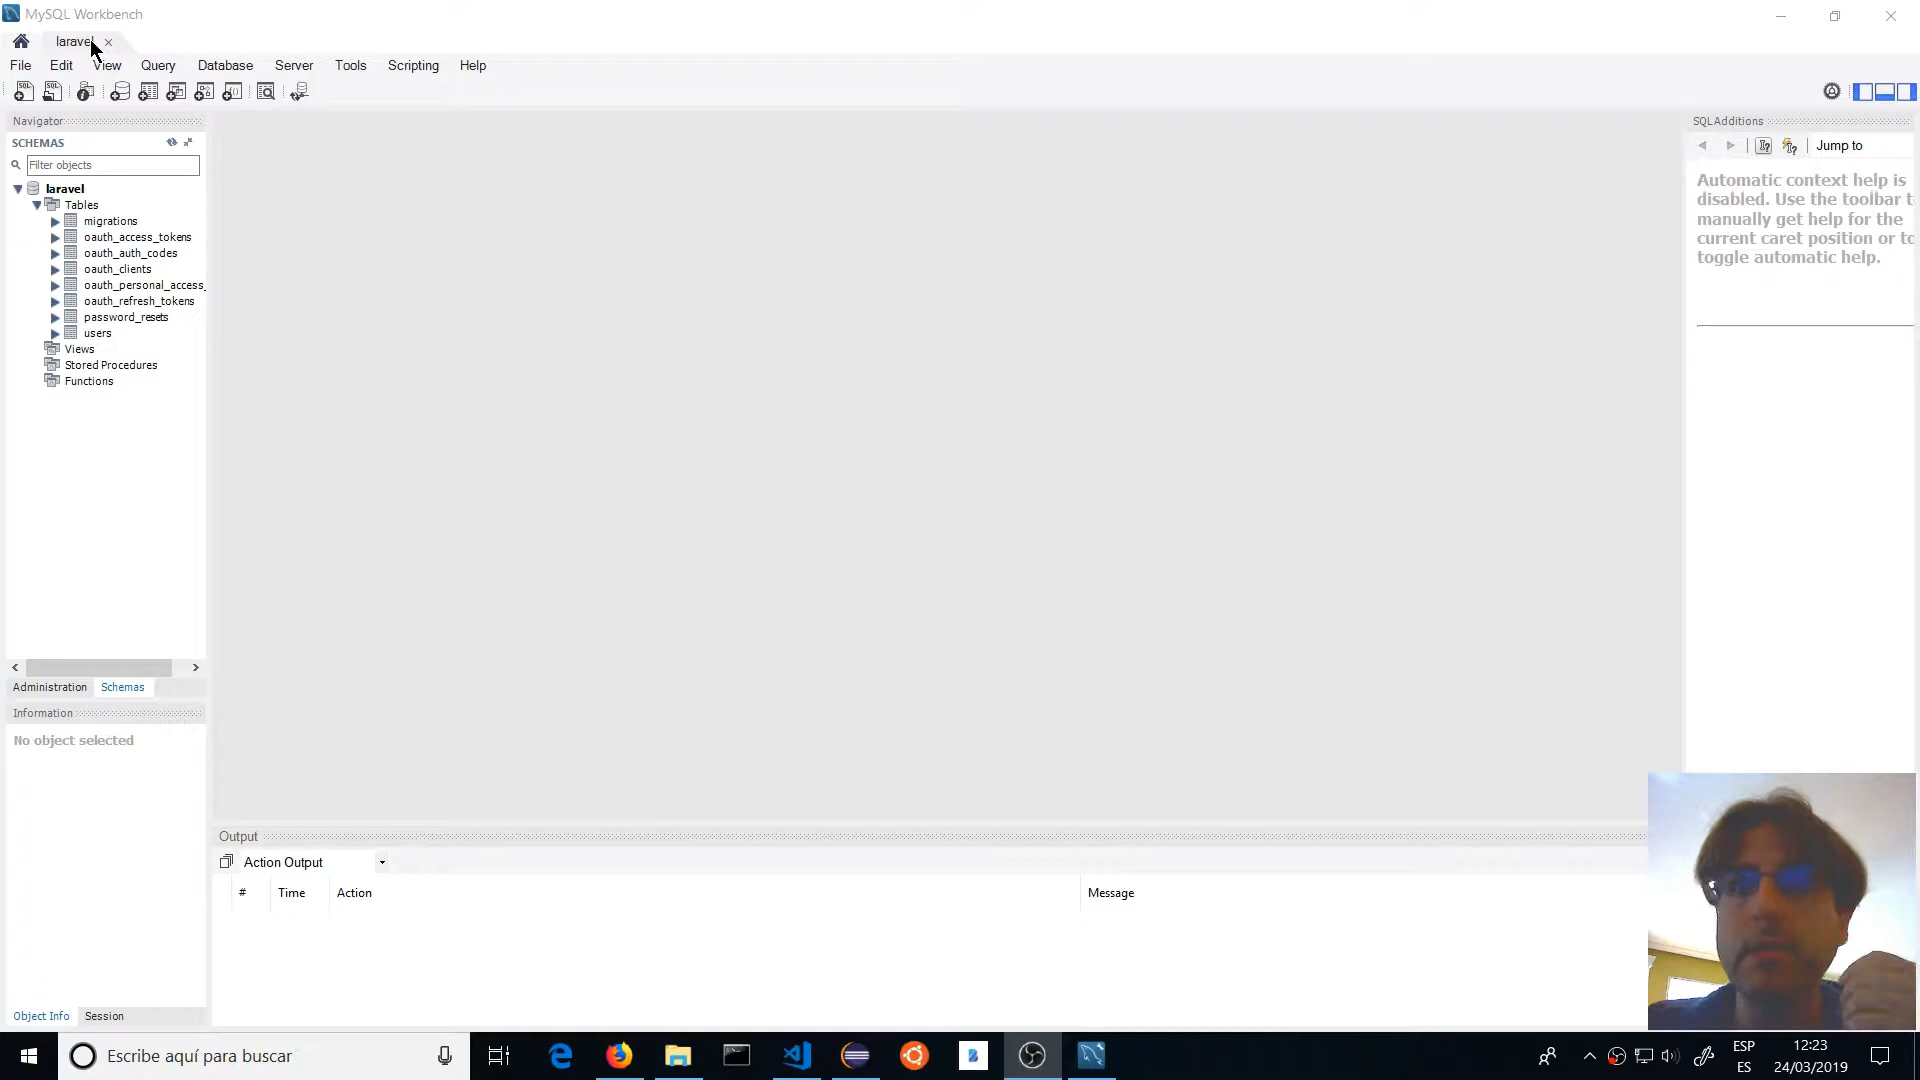 MySQL Workbench
laravel
File Edit View Query Database Server Tools Scripting Help
Navigator
SCHEMAS
Filter objects
laravel
Tables
migrations
oauth_access_tokens
oauth_auth_codes
oauth_clients
oauth_personal_access_
oauth_refresh_tokens
password_resets
users
Views
Stored Procedures
Functions
Administration Schemas
Information
No object selected
Object Info Session
Output
Action Output
# Time Action Message
SQLAdditions
Jump to
Automatic context help is
disabled. Use the toolbar t
manually get help for the
current caret position or to
toggle automatic help.
Escribe aquí para buscar
ESP
ES
12:23
24/03/2019